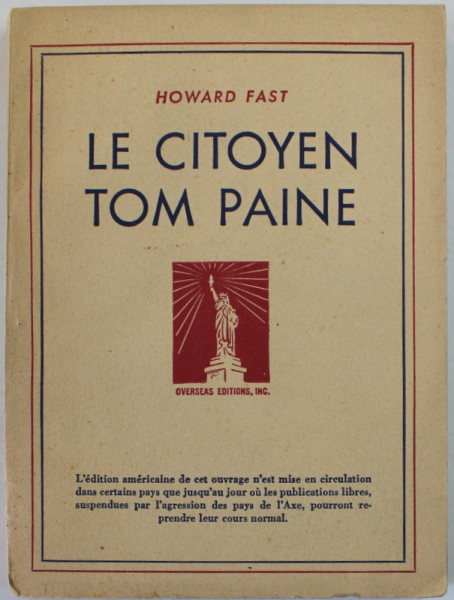 HOWARD FAST
LE CITOYEN
TOM PAINE
OVERSEAS EDITIONS, INC.
L'édition américaine de cet ouvrage n'est mise en circulation
dans certains pays que jusqu'au jour où les publications libres,
suspendues par l'agression des pays de l'Axe, pourront re-
prendre leur cours normal.